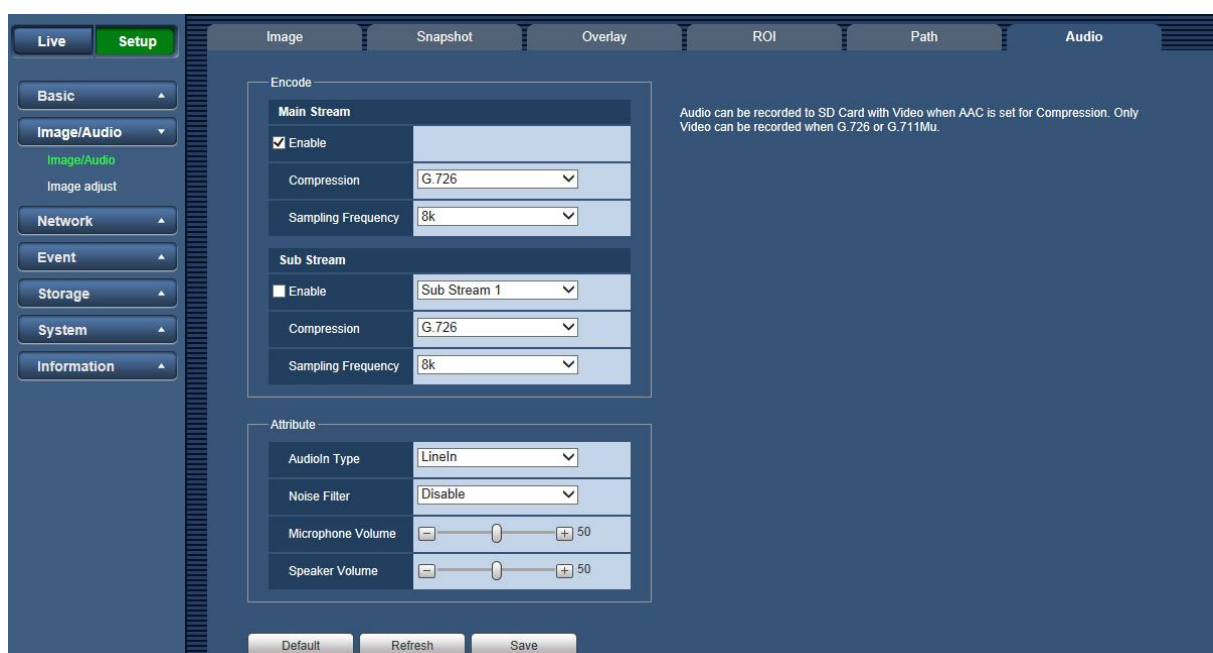 Live
Setup
Basic
Image/Audio
Image/Audio
Image adjust
Network
Event
Storage
System
Information
Image
Snapshot
Overlay
ROI
Path
Audio
Encode
Main Stream
Enable
Compression G.726
Sampling Frequency 8k
Sub Stream
Enable Sub Stream 1
Compression G.726
Sampling Frequency 8k
Attribute
AudioIn Type LineIn
Noise Filter Disable
Microphone Volume 50
Speaker Volume 50
Default
Refresh
Save
Audio can be recorded to SD Card with Video when AAC is set for Compression. Only
Video can be recorded when G.726 or G.711Mu.